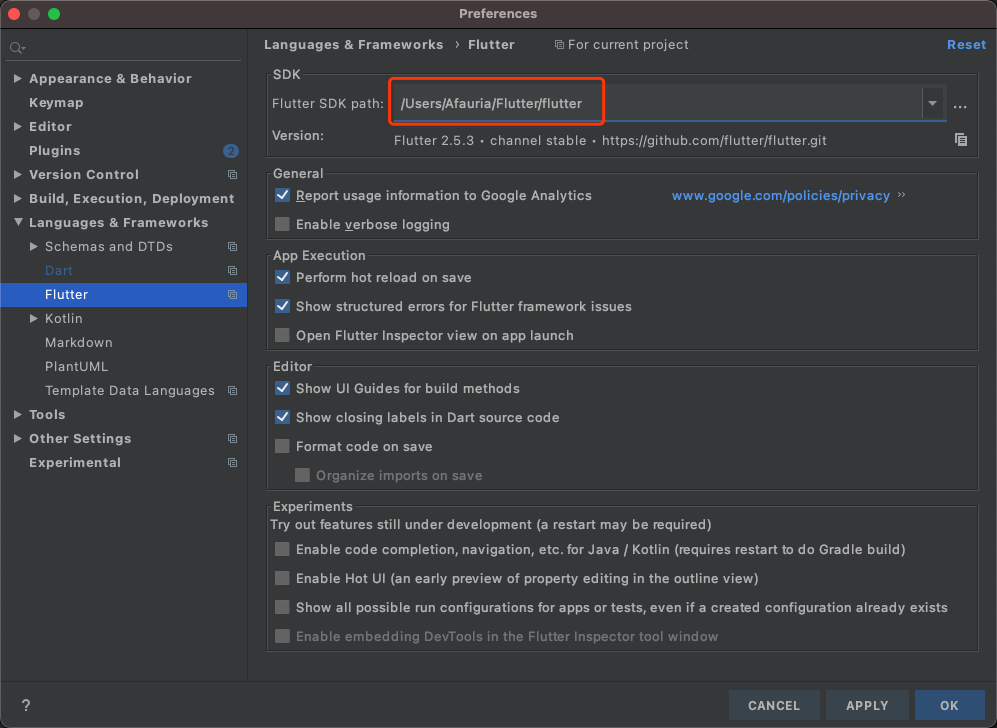 Preferences
Languages & Frameworks › Flutter For current project Reset
Appearance & Behavior
Keymap
Editor
Plugins 2
Version Control
Build, Execution, Deployment
Languages & Frameworks
Schemas and DTDs
Dart
Flutter
Kotlin
Markdown
PlantUML
Template Data Languages
Tools
Other Settings
Experimental
SDK
Flutter SDK path: /Users/Afauria/Flutter/flutter ...
Version: Flutter 2.5.3 • channel stable • https://github.com/flutter/flutter.git
General
Report usage information to Google Analytics www.google.com/policies/privacy »
Enable verbose logging
App Execution
Perform hot reload on save
Show structured errors for Flutter framework issues
Open Flutter Inspector view on app launch
Editor
Show UI Guides for build methods
Show closing labels in Dart source code
Format code on save
Organize imports on save
Experiments
Try out features still under development (a restart may be required)
Enable code completion, navigation, etc. for Java / Kotlin (requires restart to do Gradle build)
Enable Hot UI (an early preview of property editing in the outline view)
Show all possible run configurations for apps or tests, even if a created configuration already exists
Enable embedding DevTools in the Flutter Inspector tool window
? CANCEL APPLY OK